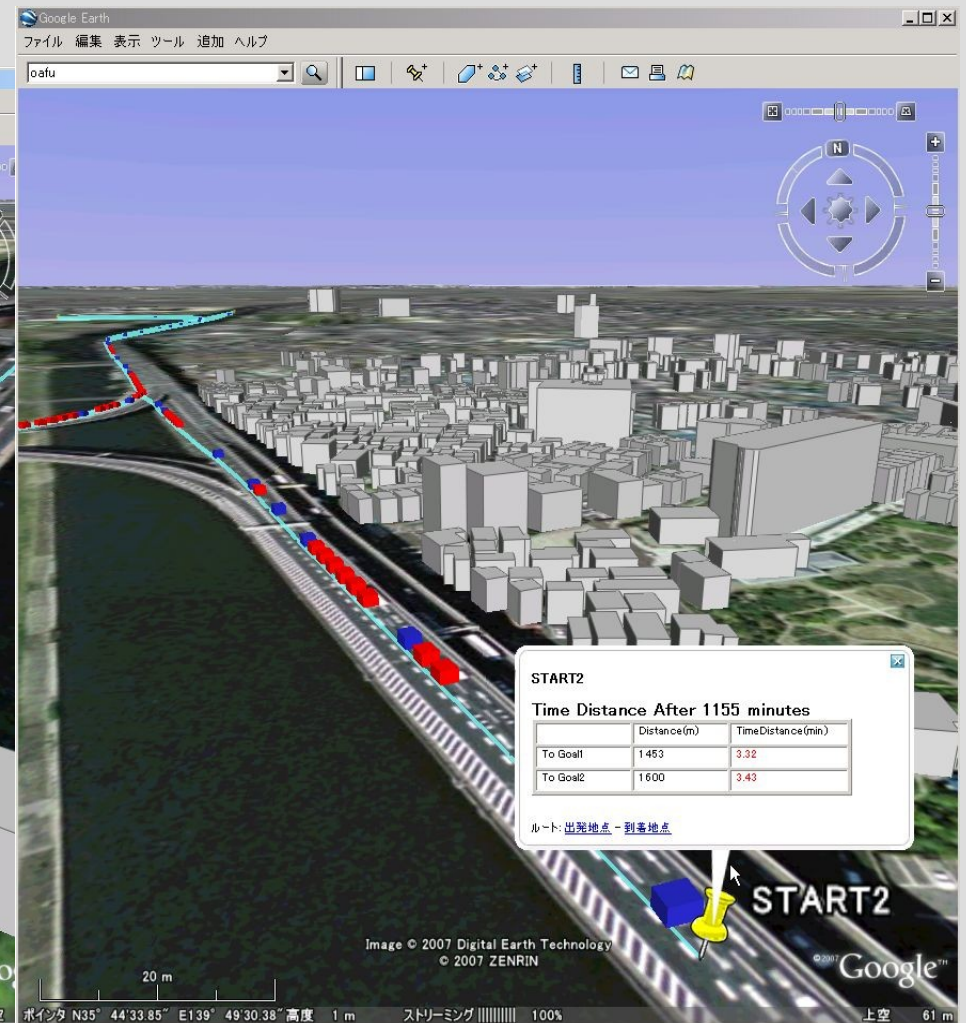 Google Earth
ファイル 編集 表示 ツール 追加 ヘルプ
oafu
N
START2
Time Distance After 1155 minutes
Distance(m) TimeDistance(min)
To Goal1 1453 3.32
To Goal2 1600 3.43
ルート: 出発地点 - 到着地点
START2
Image © 2007 Digital Earth Technology
© 2007 ZENRIN
©2007 Google™
20 m
ポインタ N35° 44'33.85" E139° 49'30.38" 高度 1 m ストリーミング |||||||||| 100% 上空 61 m